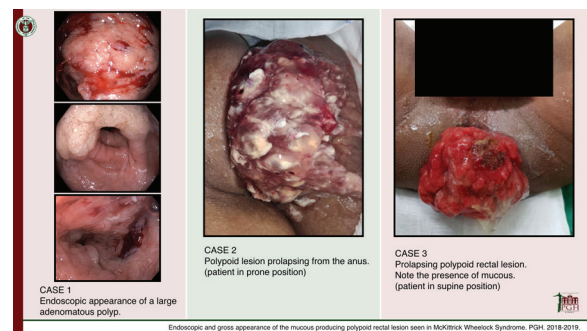 CASE 1
Endoscopic appearance of a large
adenomatous polyp.
CASE 2
Polypoid lesion prolapsing from the anus.
(patient in prone position)
CASE 3
Prolapsing polypoid rectal lesion.
Note the presence of mucous.
(patient in supine position)
PGH
Endoscopic and gross appearance of the mucous producing polypoid rectal lesion seen in McKittrick Wheelock Syndrome. PGH. 2018-2019.